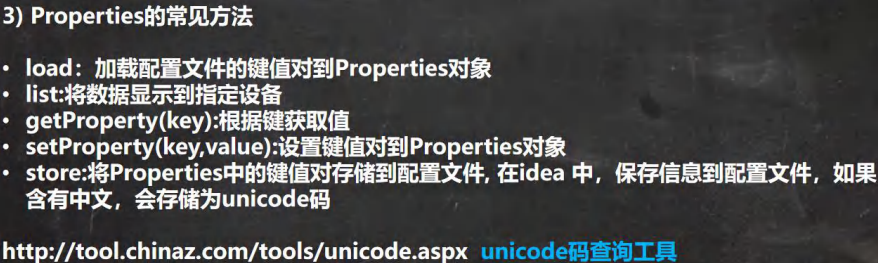 3) Properties的常见方法
• load：加载配置文件的键值对到Properties对象
• list:将数据显示到指定设备
• getProperty(key):根据键获取值
• setProperty(key,value):设置键值对到Properties对象
• store:将Properties中的键值对存储到配置文件, 在idea 中，保存信息到配置文件，如果
含有中文，会存储为unicode码
http://tool.chinaz.com/tools/unicode.aspx unicode码查询工具